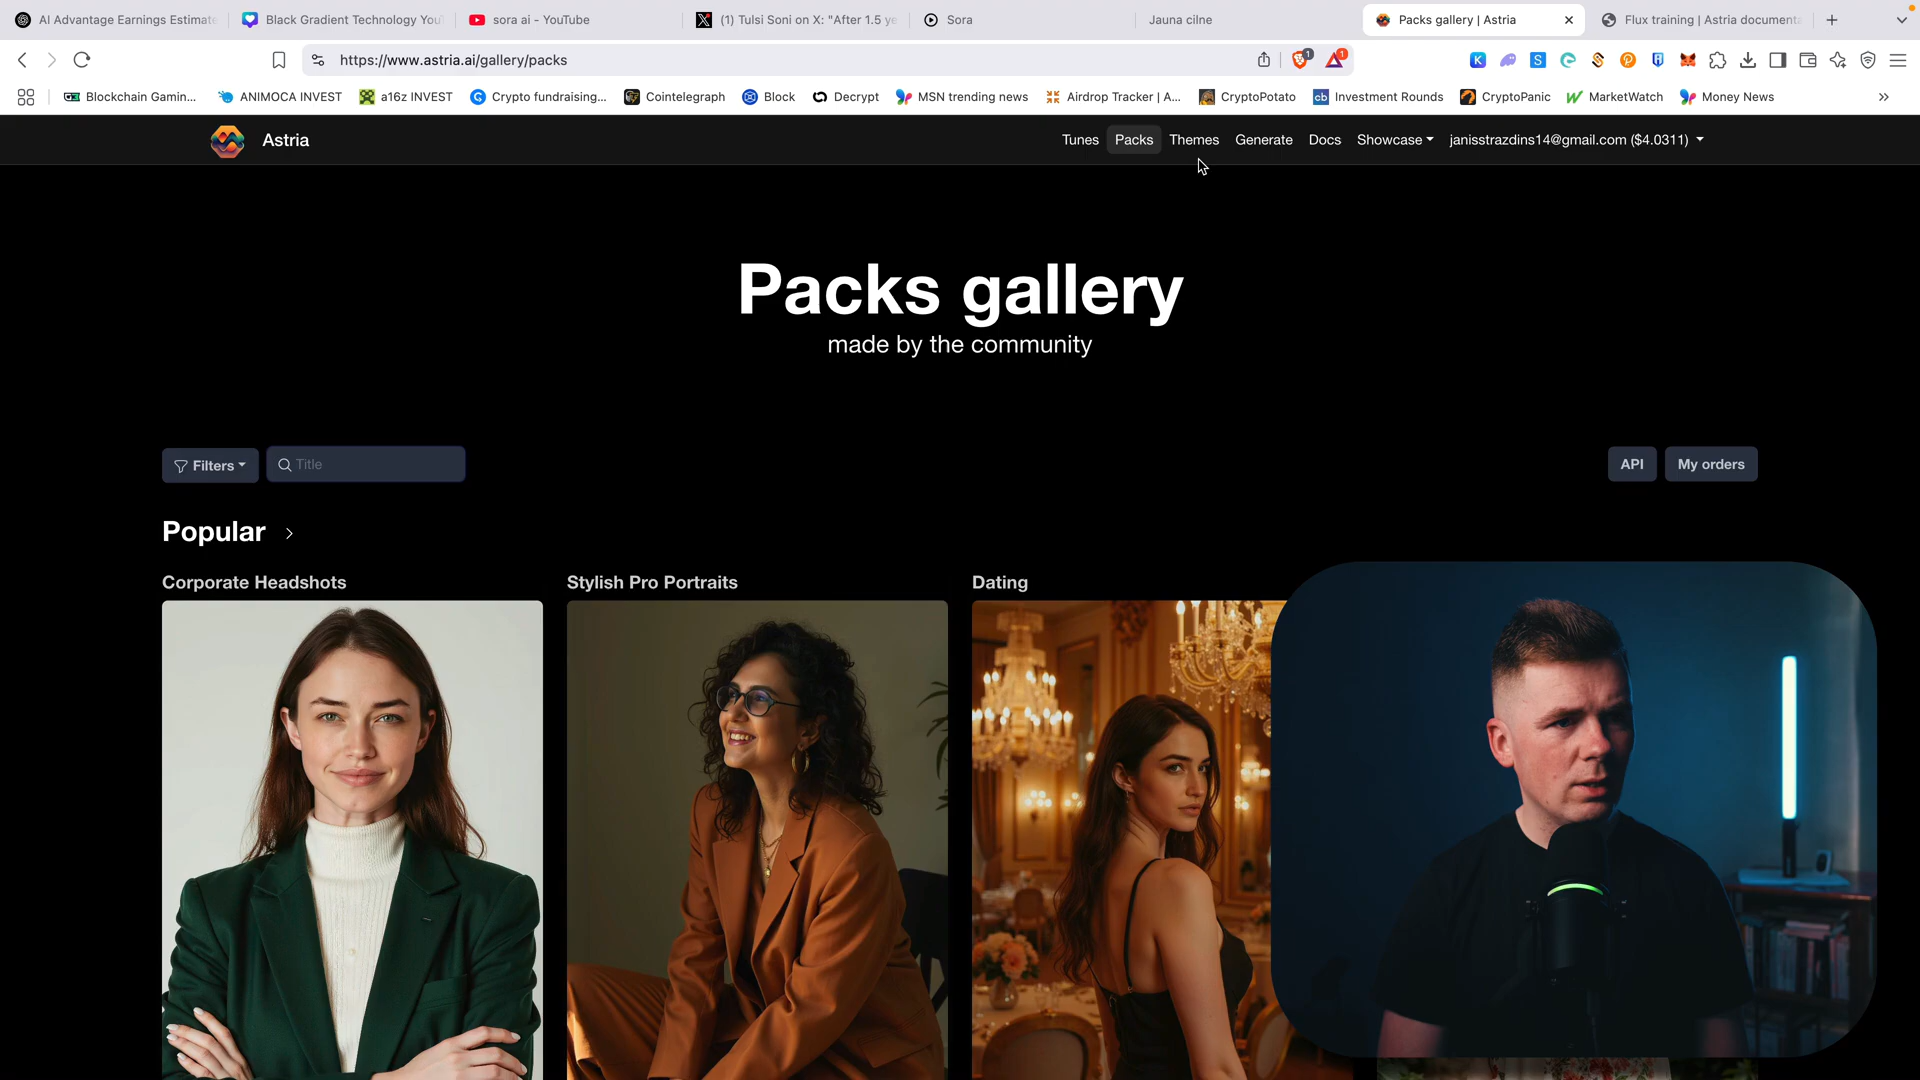 AI Advantage Earnings Estimate
Black Gradient Technology You
sora ai - YouTube
(1) Tulsi Soni on X: "After 1.5 ye
Sora
Jauna cilne
Packs gallery | Astria
Flux training | Astria documenta
https://www.astria.ai/gallery/packs
1
1
Blockchain Gamin...
ANIMOCA INVEST
a16z INVEST
Crypto fundraising...
Cointelegraph
Block
Decrypt
MSN trending news
Airdrop Tracker | A...
CryptoPotato
Investment Rounds
CryptoPanic
MarketWatch
Money News
Astria
Tunes
Packs
Themes
Generate
Docs
Showcase
janisstrazdins14@gmail.com ($4.0311)
Packs gallery
made by the community
Filters
Title
API
My orders
Popular
Corporate Headshots
Stylish Pro Portraits
Dating